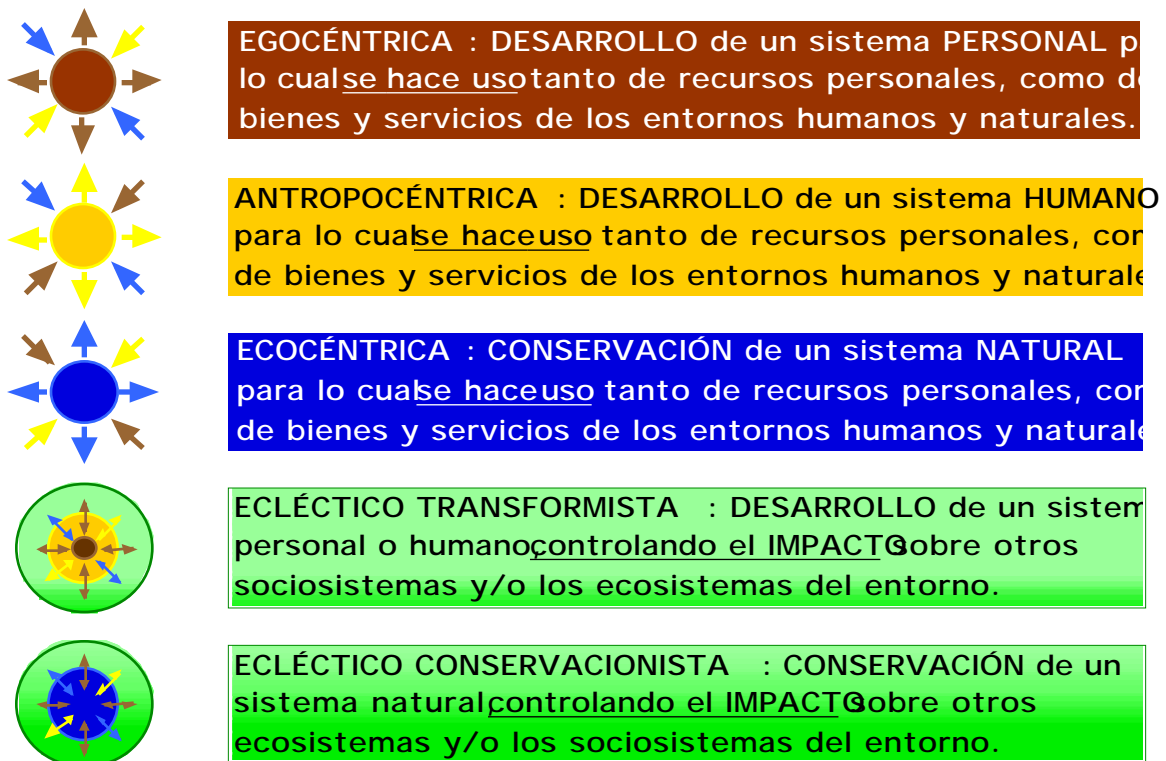 EGOCÉNTRICA : DESARROLLO de un sistema PERSONAL p
lo cual se hace uso tanto de recursos personales, como de
bienes y servicios de los entornos humanos y naturales.
ANTROPOCÉNTRICA : DESARROLLO de un sistema HUMANO
para lo cual se hace uso tanto de recursos personales, com
de bienes y servicios de los entornos humanos y naturale
ECOCÉNTRICA : CONSERVACIÓN de un sistema NATURAL
para lo cual se hace uso tanto de recursos personales, com
de bienes y servicios de los entornos humanos y naturale
ECLÉCTICO TRANSFORMISTA : DESARROLLO de un sistem
personal o humano, controlando el IMPACTO sobre otros
sociosistemas y/o los ecosistemas del entorno.
ECLÉCTICO CONSERVACIONISTA : CONSERVACIÓN de un
sistema natural, controlando el IMPACTO sobre otros
ecosistemas y/o los sociosistemas del entorno.